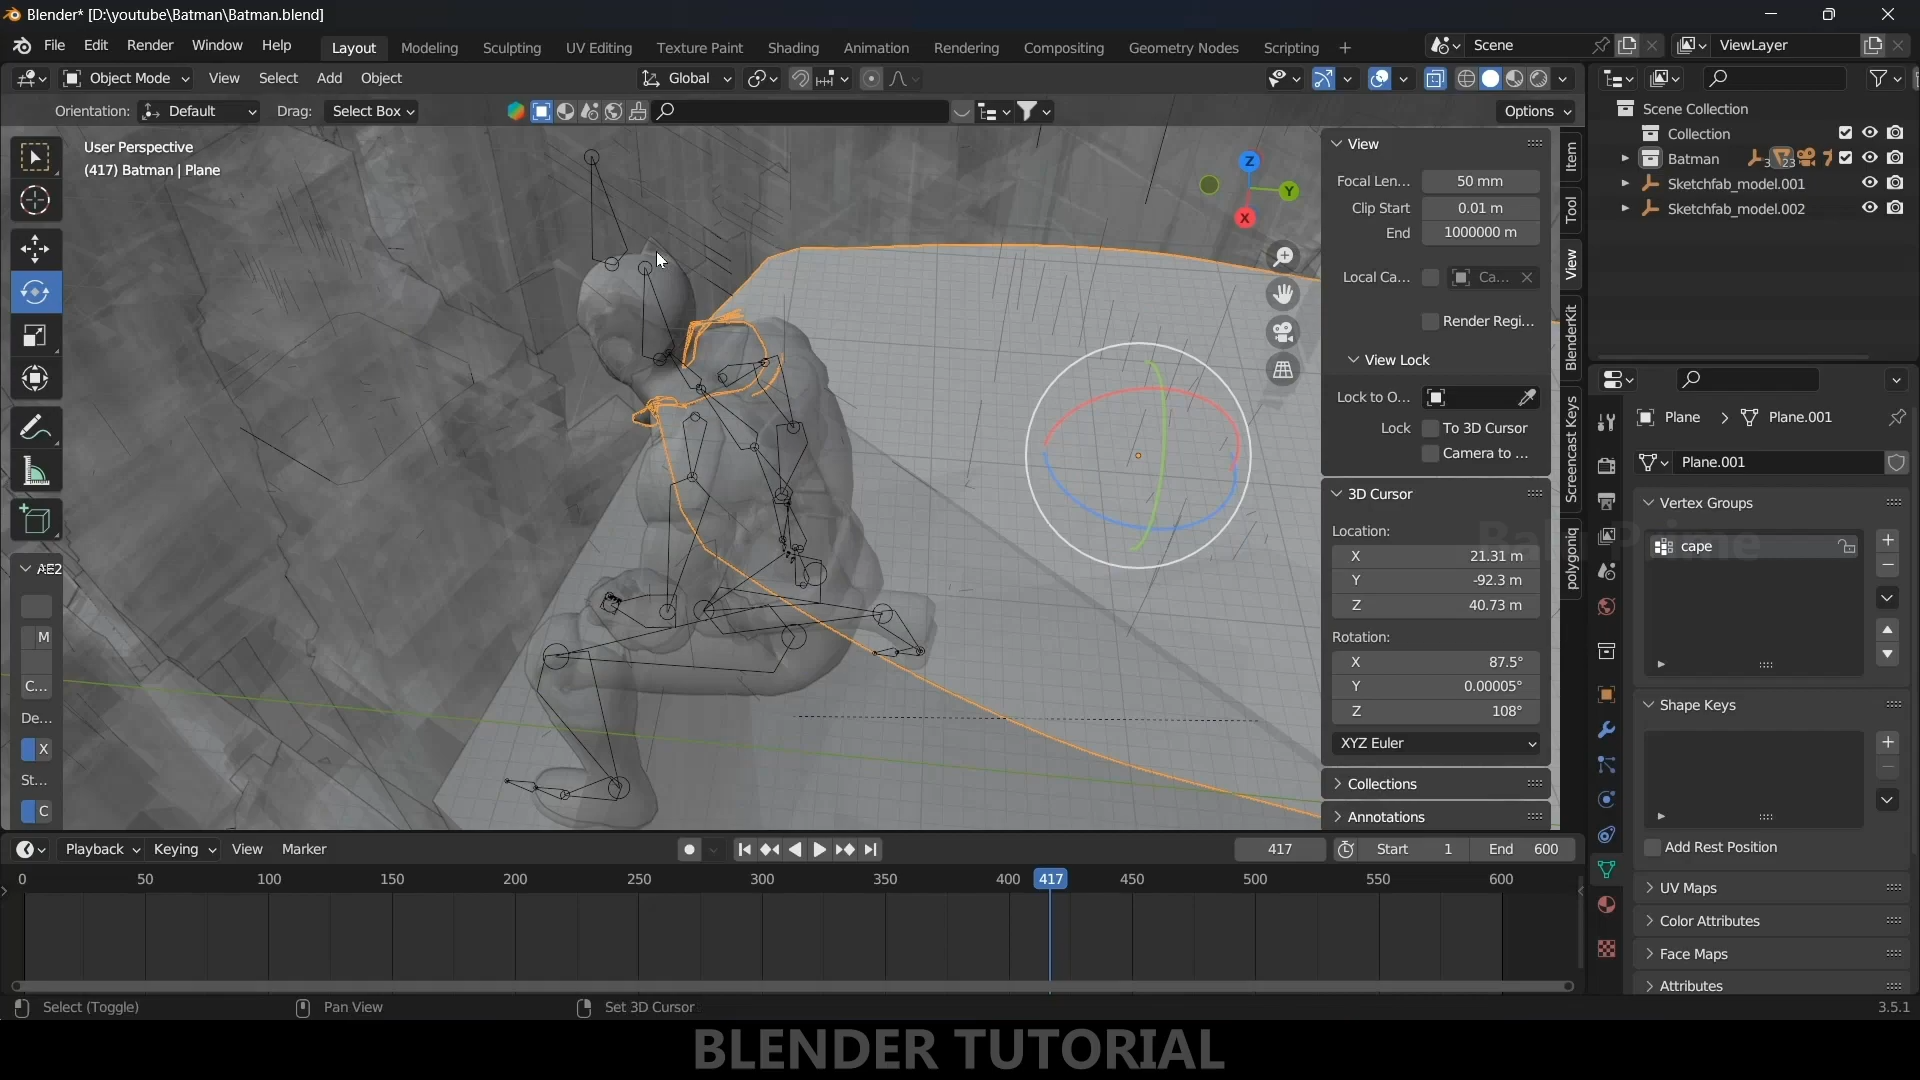 Blender* [D:\youtube\Batman\Batman.blend]
File Edit Render Window Help Layout Modeling Sculpting UV Editing Texture Paint Shading Animation Rendering Compositing Geometry Nodes Scripting + Scene ViewLayer
Object Mode View Select Add Object Global
Orientation: Default Drag: Select Box Options
User Perspective
(417) Batman | Plane
Z
Y
X
View
Focal Len... 50 mm
Clip Start 0.01 m
End 1000000 m
Local Ca... Ca...
Render Regi...
View Lock
Lock to O...
Lock To 3D Cursor
Camera to ...
3D Cursor
Location:
X 21.31 m
Y -92.3 m
Z 40.73 m
Rotation:
X 87.5°
Y 0.00005°
Z 108°
XYZ Euler
Collections
Annotations
Item
Tool
View
BlenderKit
Screencast Keys
polygoniq
AE2
M
C...
De...
X
St...
C
Scene Collection
Collection
Batman 3 23
Sketchfab_model.001
Sketchfab_model.002
Plane > Plane.001
Plane.001
Vertex Groups
cape
Shape Keys
Add Rest Position
UV Maps
Color Attributes
Face Maps
Attributes
Playback Keying View Marker 417 Start 1 End 600
0 50 100 150 200 250 300 350 400 417 450 500 550 600
Select (Toggle) Pan View Set 3D Cursor 3.5.1
BLENDER TUTORIAL